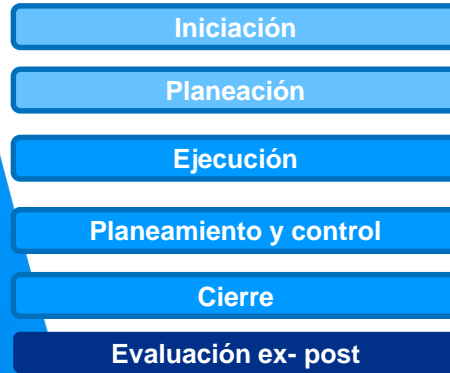 Iniciación
Planeación
Ejecución
Planeamiento y control
Cierre
Evaluación ex- post